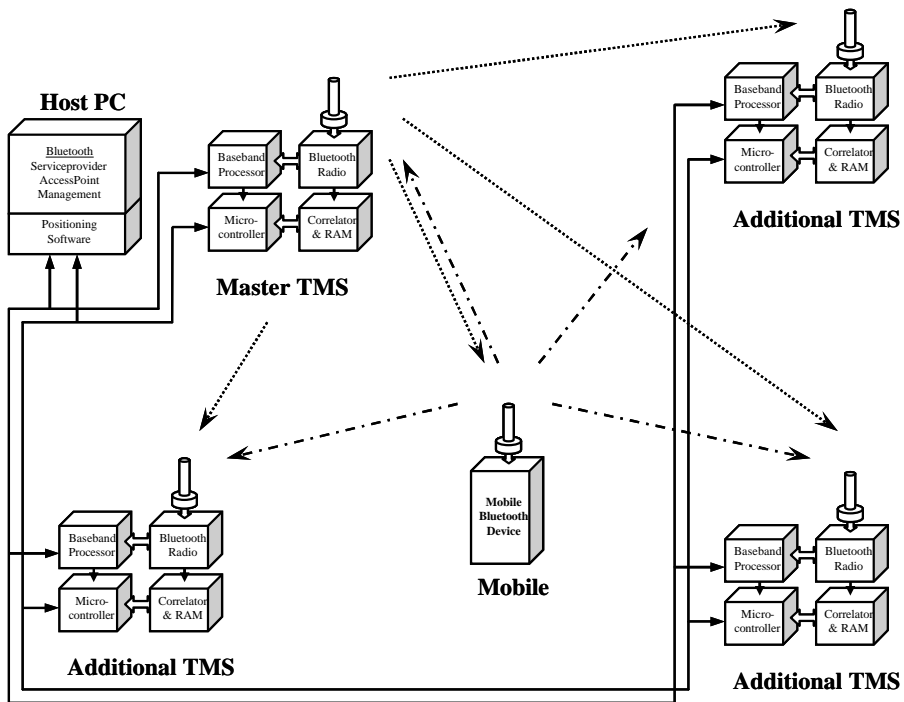 Host PC
Bluetooth
Serviceprovider
AccessPoint
Management
Positioning
Software
Baseband
Processor
Bluetooth
Radio
Micro-
controller
Correlator
& RAM
Master TMS
Baseband
Processor
Bluetooth
Radio
Micro-
controller
Correlator
& RAM
Additional TMS
Baseband
Processor
Bluetooth
Radio
Micro-
controller
Correlator
& RAM
Additional TMS
Mobile
Bluetooth
Device
Mobile
Baseband
Processor
Bluetooth
Radio
Micro-
controller
Correlator
& RAM
Additional TMS